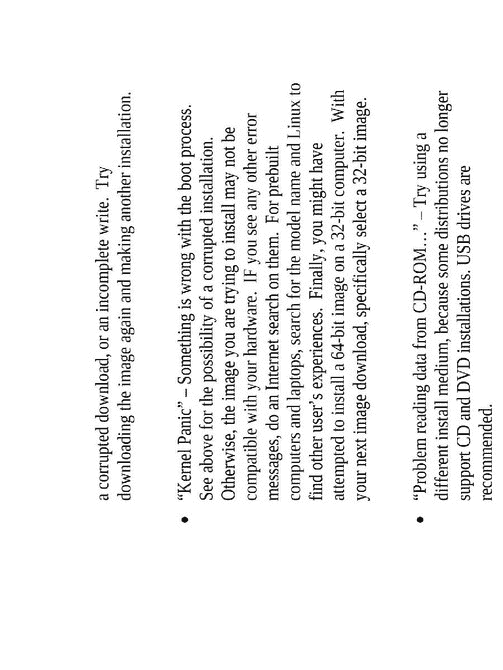 a corrupted download, or an incomplete write.  Try
downloading the image again and making another installation.
• “Kernel Panic” – Something is wrong with the boot process.
See above for the possibility of a corrupted installation.
Otherwise, the image you are trying to install may not be
compatible with your hardware.  IF you see any other error
messages, do an Internet search on them.  For prebuilt
computers and laptops, search for the model name and Linux to
find other user’s experiences.  Finally, you might have
attempted to install a 64-bit image on a 32-bit computer.  With
your next image download, specifically select a 32-bit image.
• “Problem reading data from CD-ROM…” – Try using a
different install medium, because some distributions no longer
support CD and DVD installations. USB drives are
recommended.